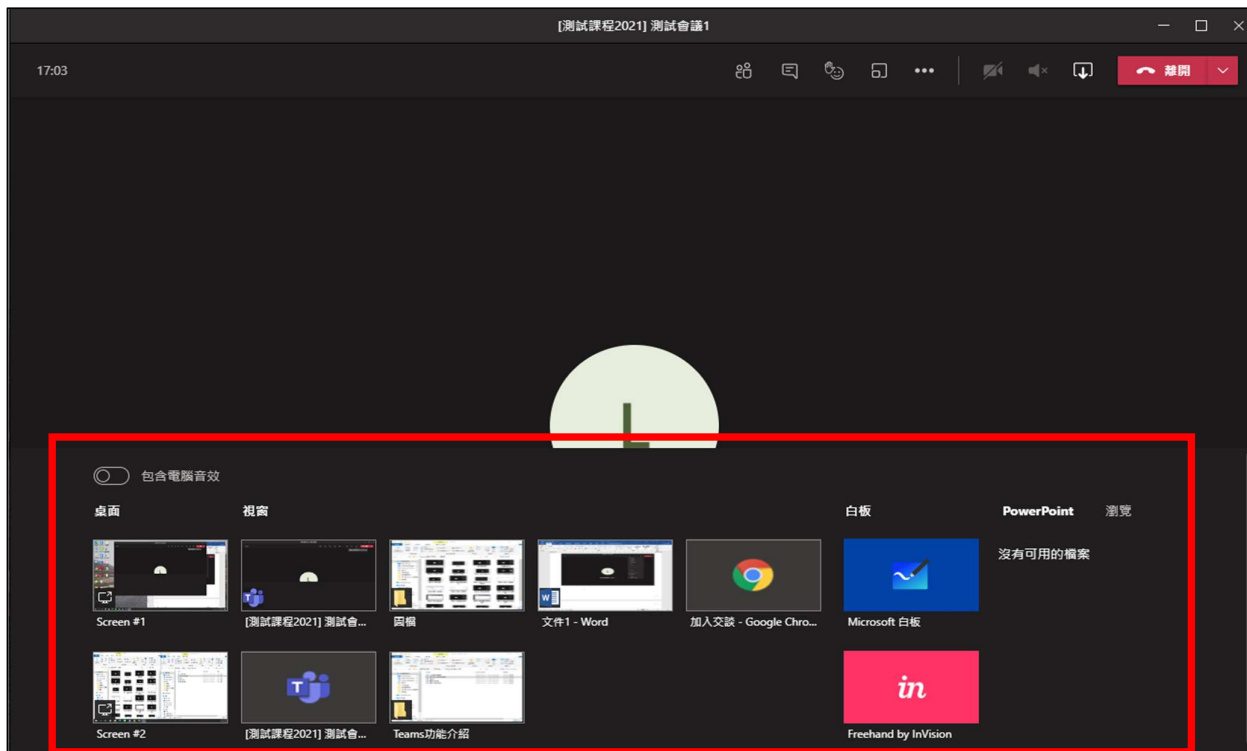 [測試課程2021] 測試會議1
17:03
離開
L
包含電腦音效
桌面
視窗
白板
PowerPoint
瀏覽
沒有可用的檔案
Screen #1
[測試課程2021] 測試會...
圖檔
文件1 - Word
加入交談 - Google Chro...
Microsoft 白板
in
Screen #2
[測試課程2021] 測試會...
Teams功能介紹
Freehand by InVision